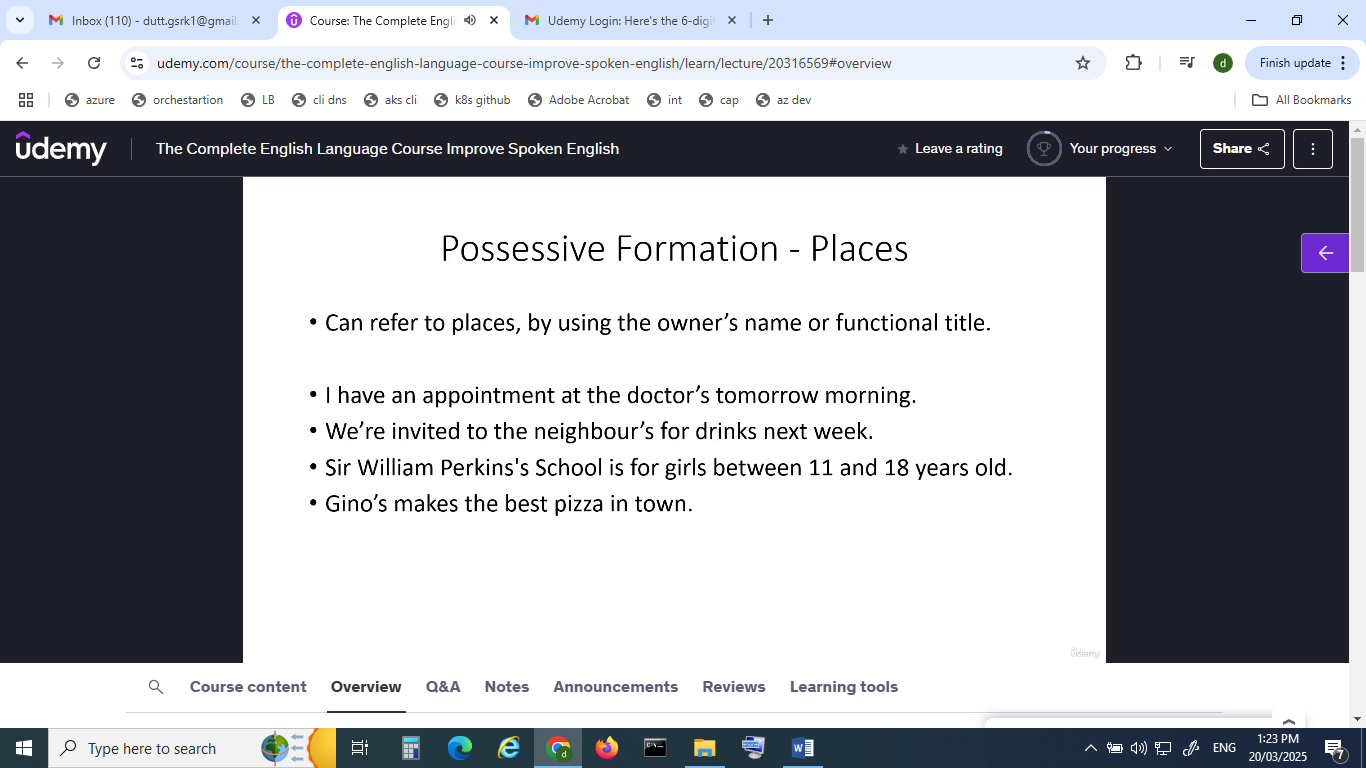 Inbox (110) - dutt.gsrk1@gmail
Course: The Complete Engli
Udemy Login: Here's the 6-digi
udemy.com/course/the-complete-english-language-course-improve-spoken-english/learn/lecture/20316569#overview
d
Finish update
azure
orchestartion
LB
cli dns
aks cli
k8s github
Adobe Acrobat
int
cap
az dev
All Bookmarks
ûdemy
The Complete English Language Course Improve Spoken English
Leave a rating
Your progress
Share
Possessive Formation - Places
• Can refer to places, by using the owner’s name or functional title.
• I have an appointment at the doctor’s tomorrow morning.
• We’re invited to the neighbour’s for drinks next week.
• Sir William Perkins's School is for girls between 11 and 18 years old.
• Gino’s makes the best pizza in town.
ûdemy
Course content
Overview
Q&A
Notes
Announcements
Reviews
Learning tools
Type here to search
ENG
1:23 PM
20/03/2025
7